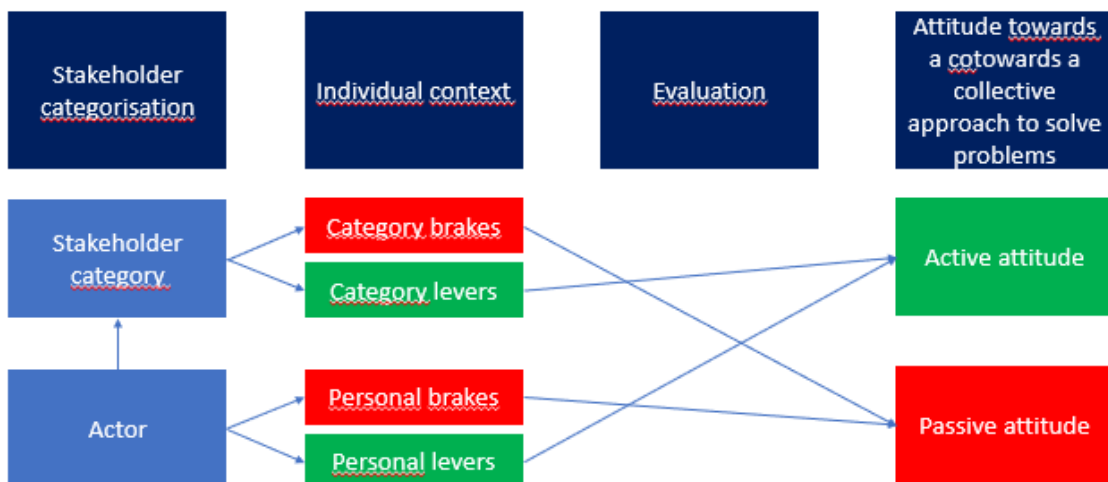 Stakeholder
categorisation
Individual context
Evaluation
Attitude towards
a cotowards a
collective
approach to solve
problems
Stakeholder
category
Category brakes
Category levers
Active attitude
Actor
Personal brakes
Personal levers
Passive attitude